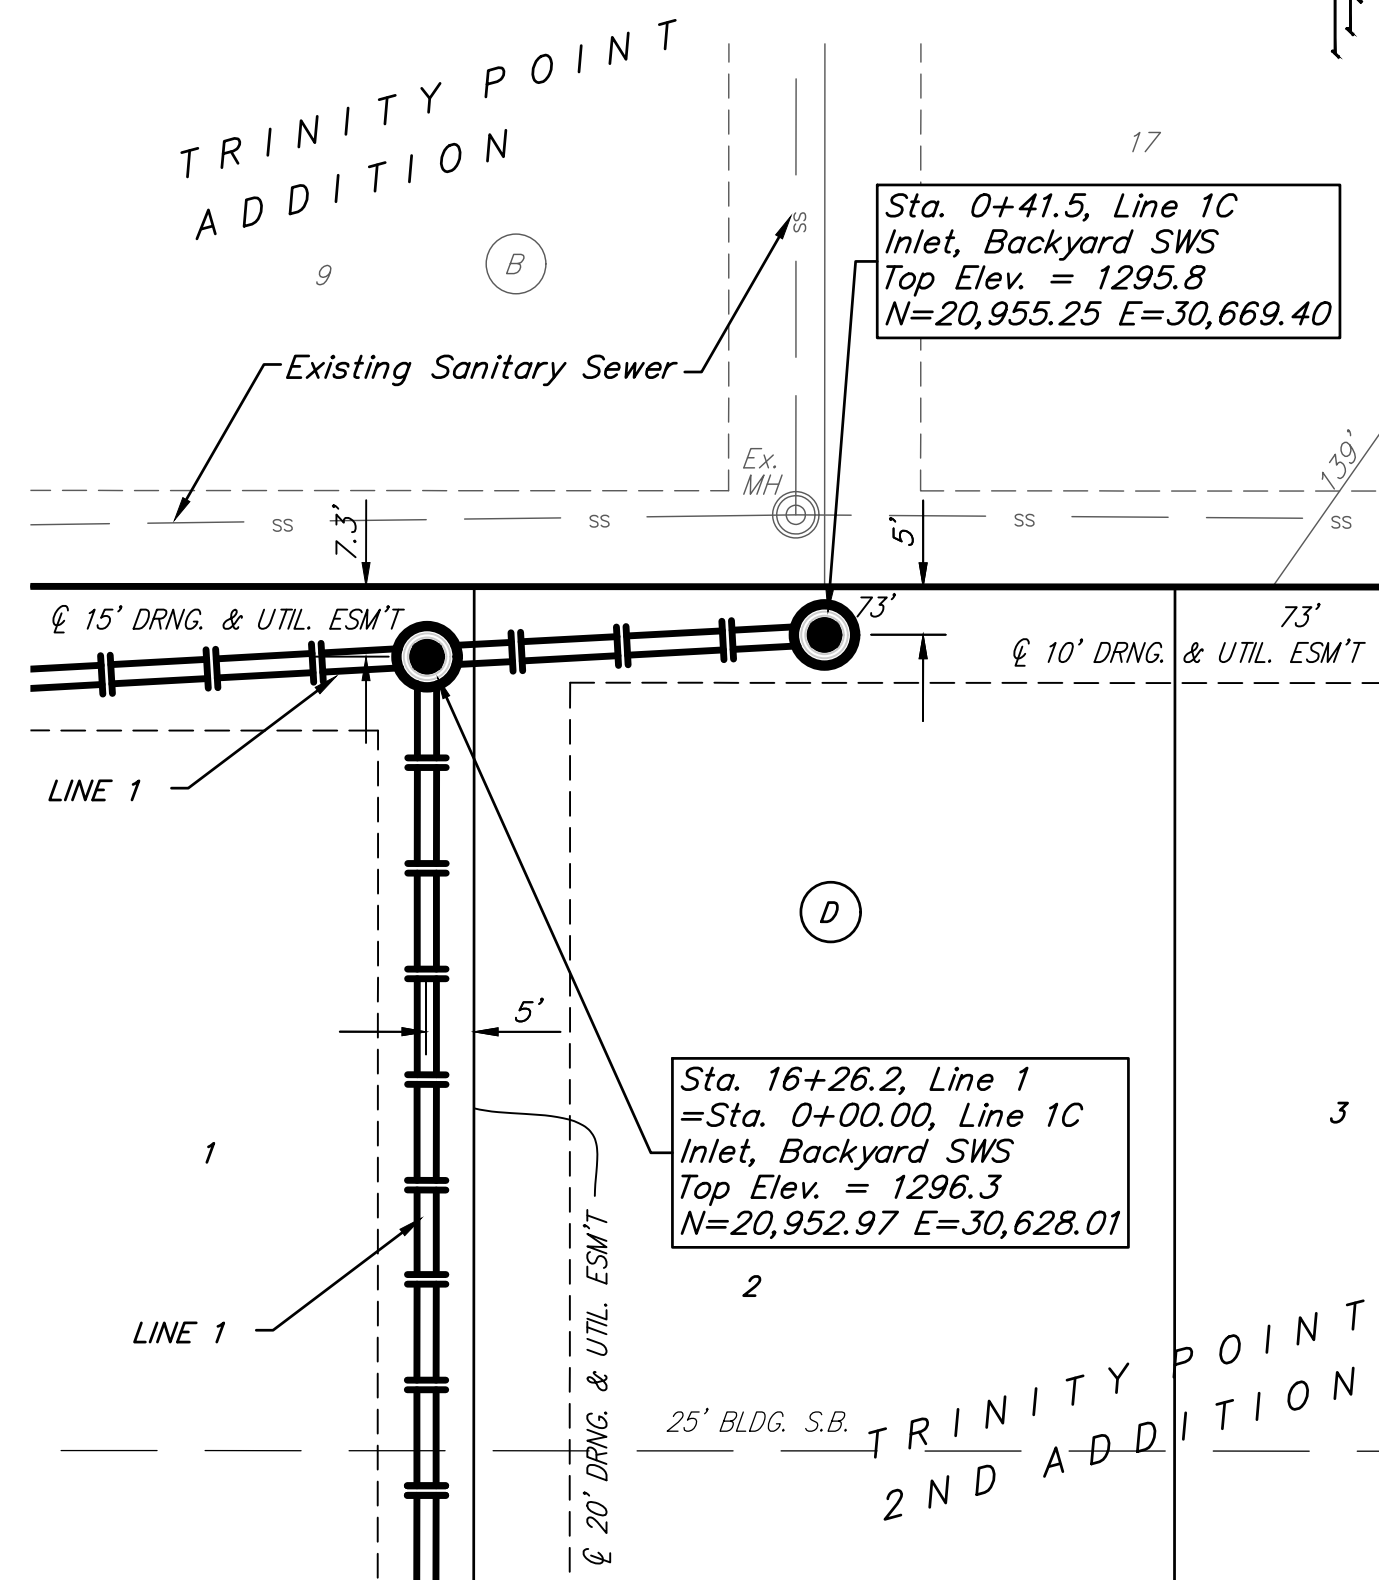 TRINITY POINT
ADDITION
17
9
B
Sta. 0+41.5, Line 1C
Inlet, Backyard SWS
Top Elev. = 1295.8
N=20,955.25 E=30,669.40
SS
Existing Sanitary Sewer
Ex.
MH
139'
SS
7.3'
SS
5'
SS
SS
℄ 15' DRNG. & UTIL. ESM'T
73'
73'
℄ 10' DRNG. & UTIL. ESM'T
LINE 1
D
5'
Sta. 16+26.2, Line 1
=Sta. 0+00.00, Line 1C
Inlet, Backyard SWS
Top Elev. = 1296.3
N=20,952.97 E=30,628.01
1
3
2
LINE 1
℄ 20' DRNG. & UTIL. ESM'T
25' BLDG. S.B.
TRINITY POINT
2ND ADDITION